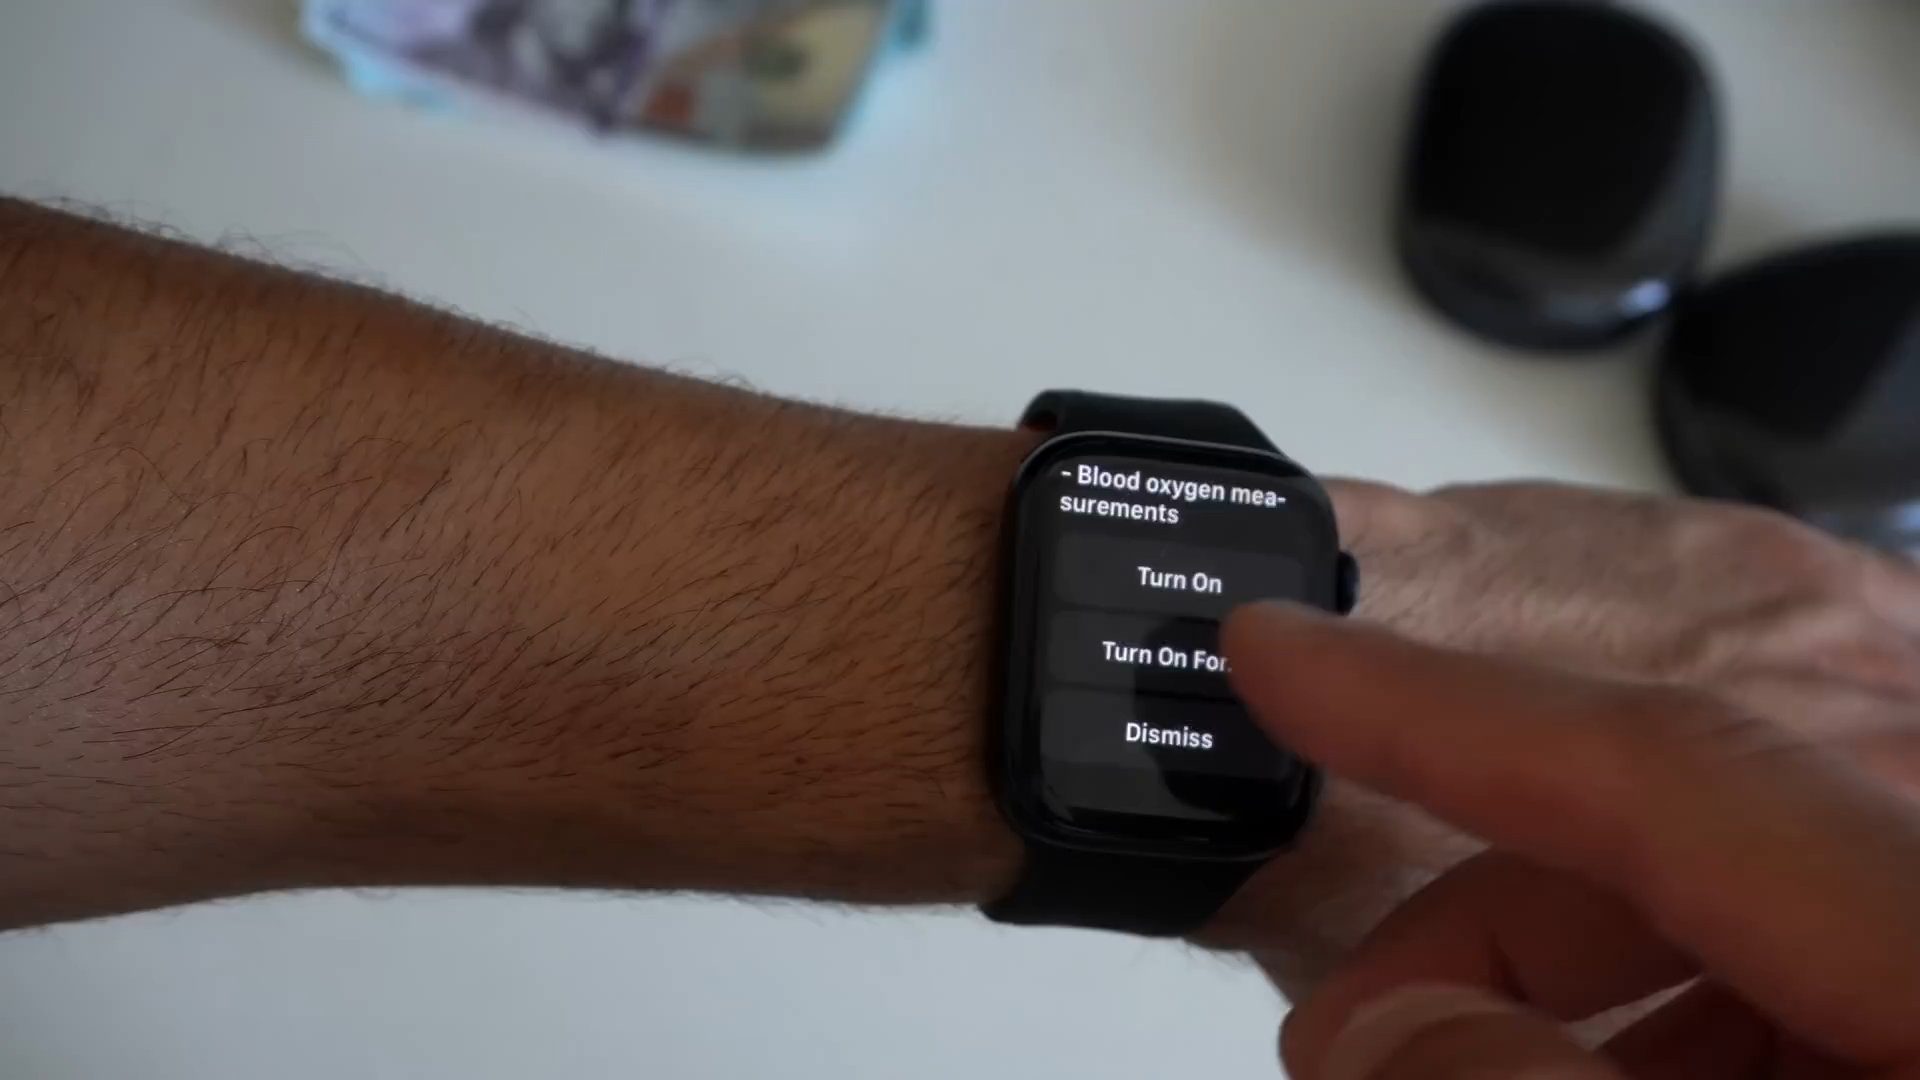 - Blood oxygen mea-
surements
Turn On
Turn On For
Dismiss